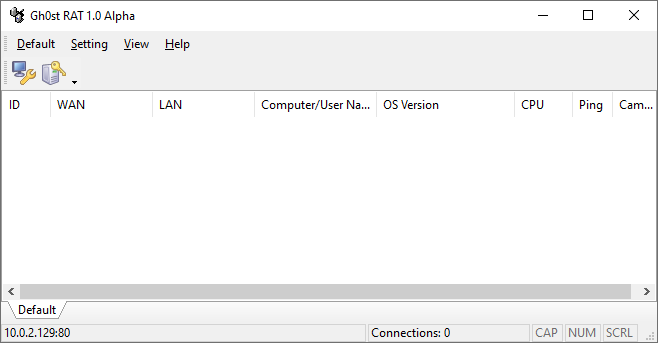 Gh0st RAT 1.0 Alpha
Default Setting View Help
ID WAN LAN Computer/User Na... OS Version CPU Ping Cam...
Default
10.0.2.129:80 Connections: 0 CAP NUM SCRL